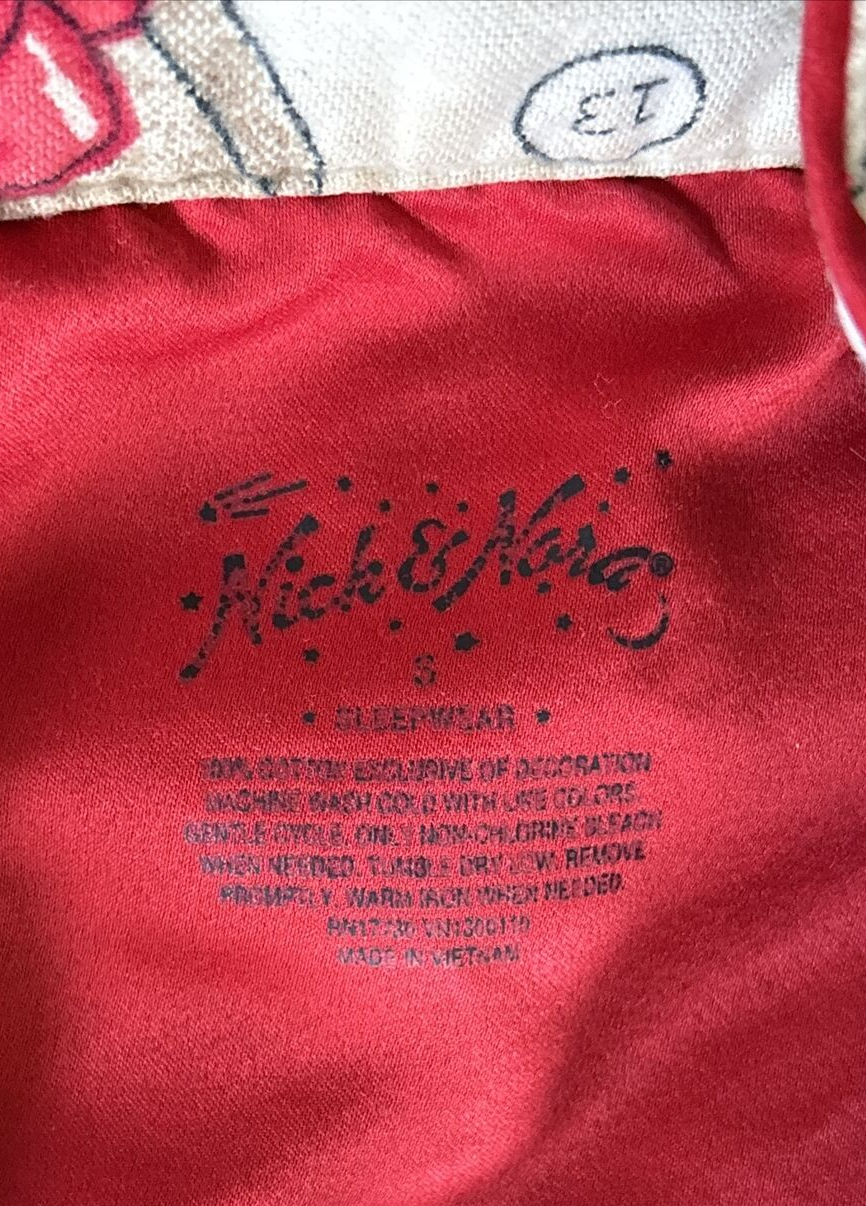 13
Nick & Nora®
S
SLEEPWEAR
100% COTTON EXCLUSIVE OF DECORATION
MACHINE WASH COLD WITH LIKE COLORS.
GENTLE CYCLE. ONLY NON-CHLORINE BLEACH
WHEN NEEDED. TUMBLE DRY LOW. REMOVE
PROMPTLY. WARM IRON WHEN NEEDED.
MADE IN VIETNAM